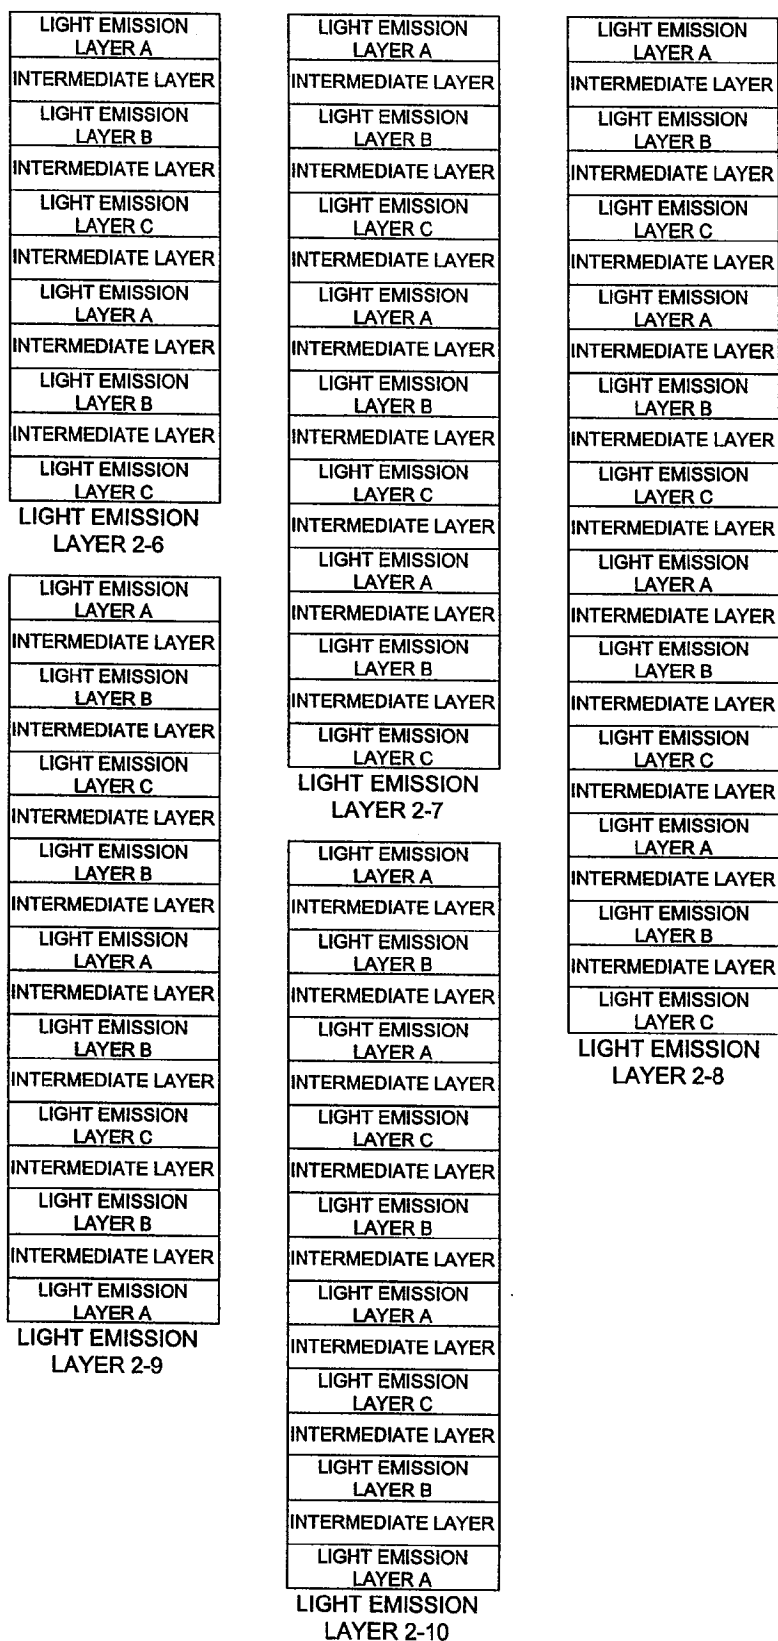 LIGHT EMISSION
LAYER A
INTERMEDIATE LAYER
LIGHT EMISSION
LAYER B
INTERMEDIATE LAYER
LIGHT EMISSION
LAYER C
INTERMEDIATE LAYER
LIGHT EMISSION
LAYER A
INTERMEDIATE LAYER
LIGHT EMISSION
LAYER B
INTERMEDIATE LAYER
LIGHT EMISSION
LAYER C
LIGHT EMISSION
LAYER 2-6
LIGHT EMISSION
LAYER A
INTERMEDIATE LAYER
LIGHT EMISSION
LAYER B
INTERMEDIATE LAYER
LIGHT EMISSION
LAYER C
INTERMEDIATE LAYER
LIGHT EMISSION
LAYER B
INTERMEDIATE LAYER
LIGHT EMISSION
LAYER A
INTERMEDIATE LAYER
LIGHT EMISSION
LAYER B
INTERMEDIATE LAYER
LIGHT EMISSION
LAYER C
INTERMEDIATE LAYER
LIGHT EMISSION
LAYER B
INTERMEDIATE LAYER
LIGHT EMISSION
LAYER A
LIGHT EMISSION
LAYER 2-9
LIGHT EMISSION
LAYER A
INTERMEDIATE LAYER
LIGHT EMISSION
LAYER B
INTERMEDIATE LAYER
LIGHT EMISSION
LAYER C
INTERMEDIATE LAYER
LIGHT EMISSION
LAYER A
INTERMEDIATE LAYER
LIGHT EMISSION
LAYER B
INTERMEDIATE LAYER
LIGHT EMISSION
LAYER C
INTERMEDIATE LAYER
LIGHT EMISSION
LAYER A
INTERMEDIATE LAYER
LIGHT EMISSION
LAYER B
INTERMEDIATE LAYER
LIGHT EMISSION
LAYER C
LIGHT EMISSION
LAYER 2-7
LIGHT EMISSION
LAYER A
INTERMEDIATE LAYER
LIGHT EMISSION
LAYER B
INTERMEDIATE LAYER
LIGHT EMISSION
LAYER A
INTERMEDIATE LAYER
LIGHT EMISSION
LAYER C
INTERMEDIATE LAYER
LIGHT EMISSION
LAYER B
INTERMEDIATE LAYER
LIGHT EMISSION
LAYER A
INTERMEDIATE LAYER
LIGHT EMISSION
LAYER C
INTERMEDIATE LAYER
LIGHT EMISSION
LAYER B
INTERMEDIATE LAYER
LIGHT EMISSION
LAYER A
LIGHT EMISSION
LAYER 2-10
LIGHT EMISSION
LAYER A
INTERMEDIATE LAYER
LIGHT EMISSION
LAYER B
INTERMEDIATE LAYER
LIGHT EMISSION
LAYER C
INTERMEDIATE LAYER
LIGHT EMISSION
LAYER A
INTERMEDIATE LAYER
LIGHT EMISSION
LAYER B
INTERMEDIATE LAYER
LIGHT EMISSION
LAYER C
INTERMEDIATE LAYER
LIGHT EMISSION
LAYER A
INTERMEDIATE LAYER
LIGHT EMISSION
LAYER B
INTERMEDIATE LAYER
LIGHT EMISSION
LAYER C
INTERMEDIATE LAYER
LIGHT EMISSION
LAYER A
INTERMEDIATE LAYER
LIGHT EMISSION
LAYER B
INTERMEDIATE LAYER
LIGHT EMISSION
LAYER C
LIGHT EMISSION
LAYER 2-8